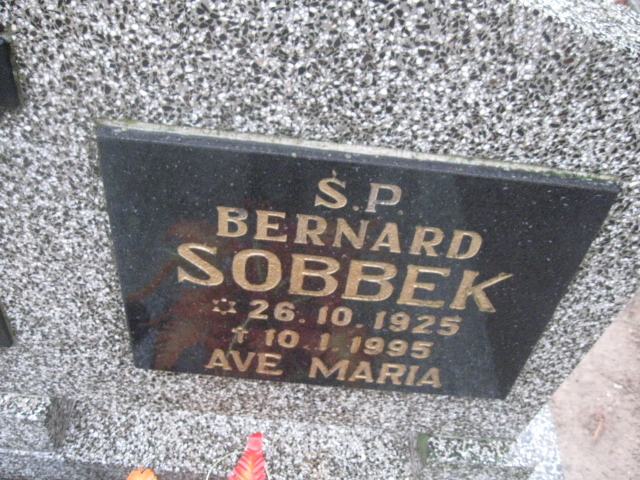 Ś.P.
BERNARD
SOBBEK
✩ 26.10.1925
† 10.1.1995
AVE MARIA